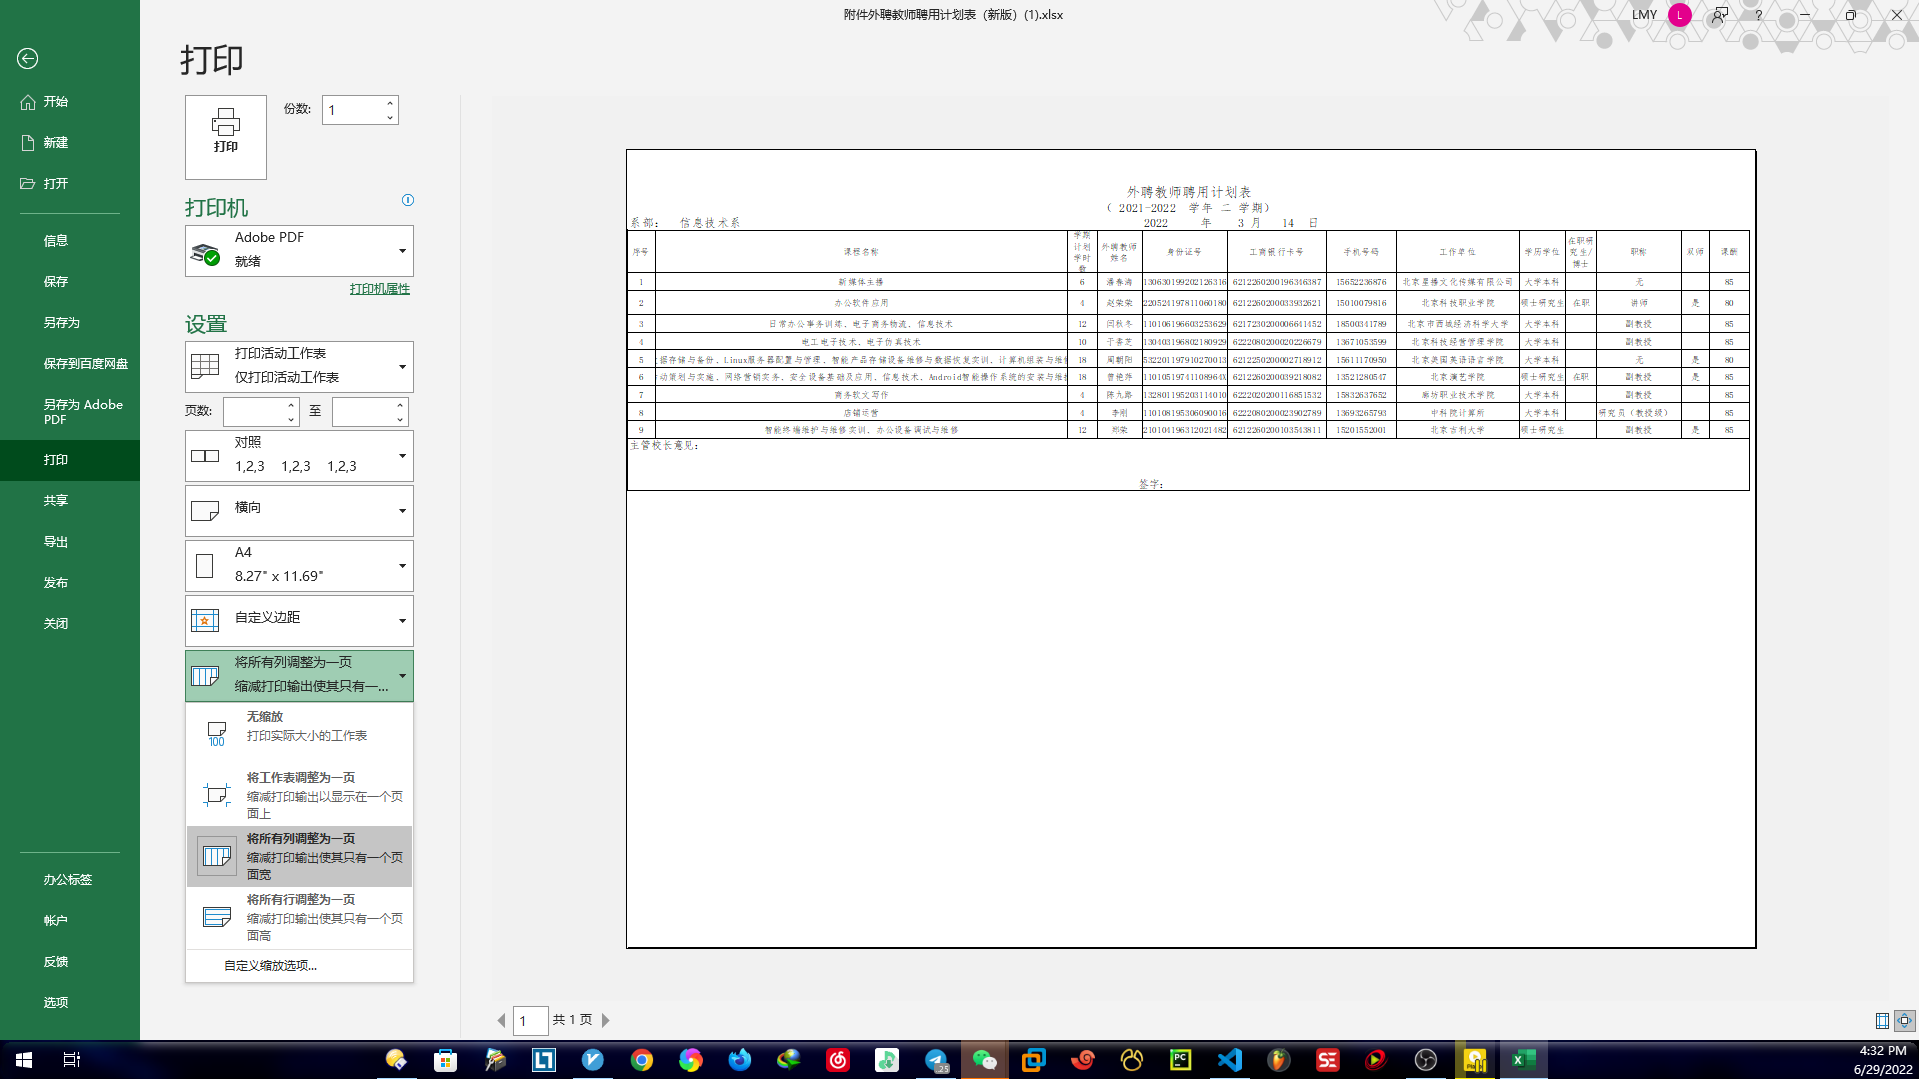 附件外聘教师聘用计划表（新版）(1).xlsx
LMY
L
?
打印
开始
新建
打开
信息
保存
另存为
保存到百度网盘
另存为 Adobe
PDF
打印
共享
导出
发布
关闭
办公标签
帐户
反馈
选项
打印
份数: 1
打印机
Adobe PDF
就绪
打印机属性
设置
打印活动工作表
仅打印活动工作表
页数: 至
对照
1,2,3 1,2,3 1,2,3
横向
A4
8.27" x 11.69"
自定义边距
将所有列调整为一页
缩减打印输出使其只有一...
无缩放
打印实际大小的工作表
100
将工作表调整为一页
缩减打印输出以显示在一个页
面上
将所有列调整为一页
缩减打印输出使其只有一个页
面宽
将所有行调整为一页
缩减打印输出使其只有一个页
面高
自定义缩放选项...
外聘教师聘用计划表
（ 2021-2022 学年 二 学期）
系部： 信息技术系 2022 年 3 月 14 日
序号 课程名称 学期计划学时数 外聘教师姓名 身份证号 工商银行卡号 手机号码 工作单位 学历学位 在职研究生/博士 职称 双师 课酬
1 新媒体主播 6 潘春涛 130630199202126316 6212260200196346387 15652236876 北京星播文化传媒有限公司 大学本科 无 85
2 办公软件应用 4 赵荣荣 220524197811060180 6212260200033932621 15010079816 北京科技职业学院 硕士研究生 在职 讲师 是 80
3 日常办公事务训练、电子商务物流、信息技术 12 闫秋冬 110106196603253629 6217230200006641452 18500341789 北京市西城经济科学大学 大学本科 副教授 85
4 电工电子技术、电子仿真技术 10 于春芝 130403196802180929 6222080200020226679 13671053599 北京科技经营管理学院 大学本科 副教授 85
5 据存储与备份、Linux服务器配置与管理、智能产品存储设备维修与数据恢复实训、计算机组装与维修 18 周朝阳 532201197910270013 6212250200002718912 15611170950 北京美国英语语言学院 大学本科 无 是 80
6 动策划与实施、网络营销实务、安全设备基础及应用、信息技术、Android智能操作系统的安装与维护 18 曾艳萍 11010519741108964X 6212260200039218082 13521280547 北京演艺学院 硕士研究生 在职 副教授 是 85
7 商务软文写作 4 陈九路 132801195203114010 6222020200116851532 15832637652 廊坊职业技术学院 大学本科 副教授 85
8 店铺运营 4 李刚 110108195306090016 6222080200023902789 13693265793 中科院计算所 大学本科 研究员（教授级） 85
9 智能终端维护与维修实训、办公设备调试与维修 12 郑荣 210104196312021482 6212260200103543811 15201552001 北京吉利大学 硕士研究生 副教授 是 85
主管校长意见：
签字：
1 共 1 页
25
PC
SE
4:32 PM
6/29/2022